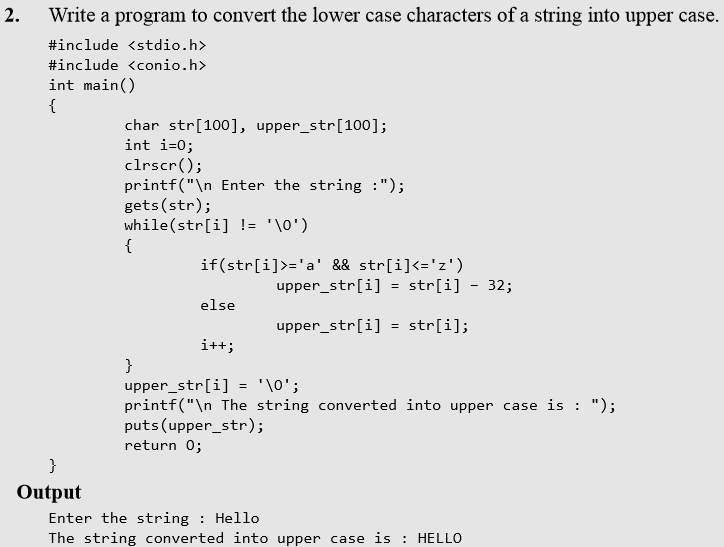 2. Write a program to convert the lower case characters of a string into upper case.
#include <stdio.h>
#include <conio.h>
int main()
{
char str[100], upper_str[100];
int i=0;
clrscr();
printf("\n Enter the string :");
gets(str);
while(str[i] != '\0')
{
if(str[i]>='a' && str[i]<='z')
upper_str[i] = str[i] − 32;
else
upper_str[i] = str[i];
i++;
}
upper_str[i] = '\0';
printf("\n The string converted into upper case is : ");
puts(upper_str);
return 0;
}
Output
Enter the string : Hello
The string converted into upper case is : HELLO